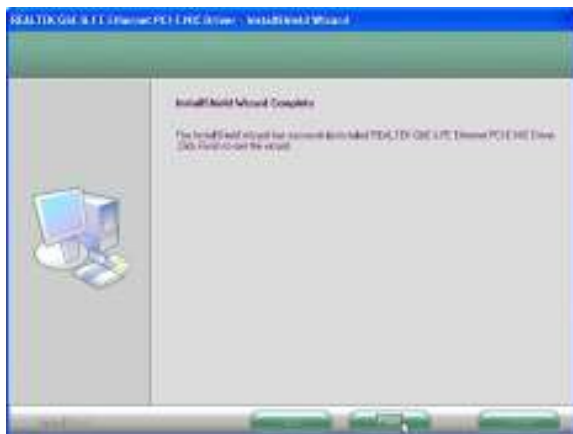 REALTEK GbE & FE Ethernet PCI-E NIC Driver - InstallShield Wizard
InstallShield Wizard Complete
The InstallShield Wizard has successfully installed REALTEK GbE & FE Ethernet PCI-E NIC Driver.
Click Finish to exit the wizard.